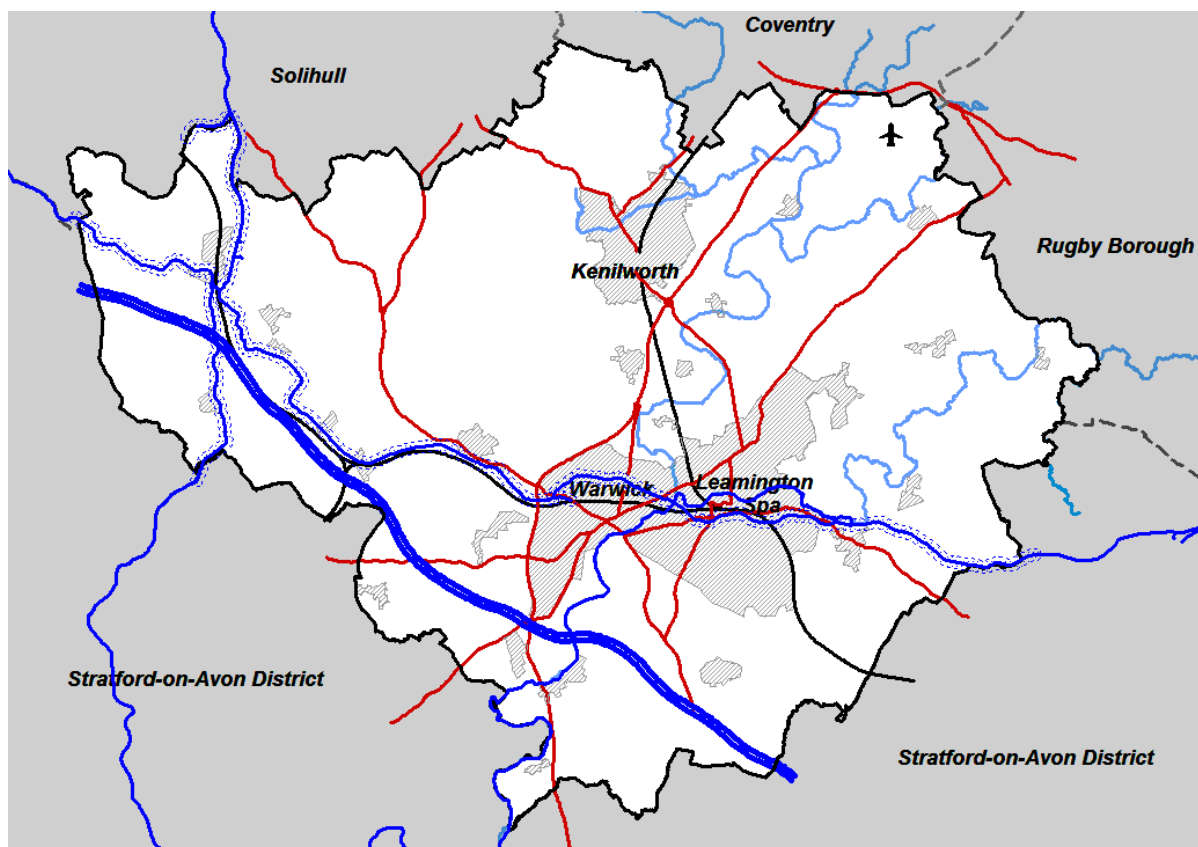 Coventry
Solihull
Rugby Borough
Kenilworth
Warwick
Leamington
Spa
Stratford-on-Avon District
Stratford-on-Avon District